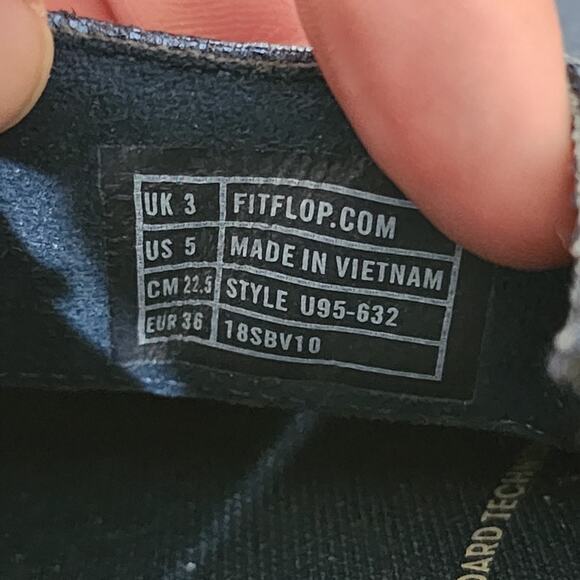 UK 3 FITFLOP.COM
US 5 MADE IN VIETNAM
CM 22.5 STYLE U95-632
EUR 36 18SBV10